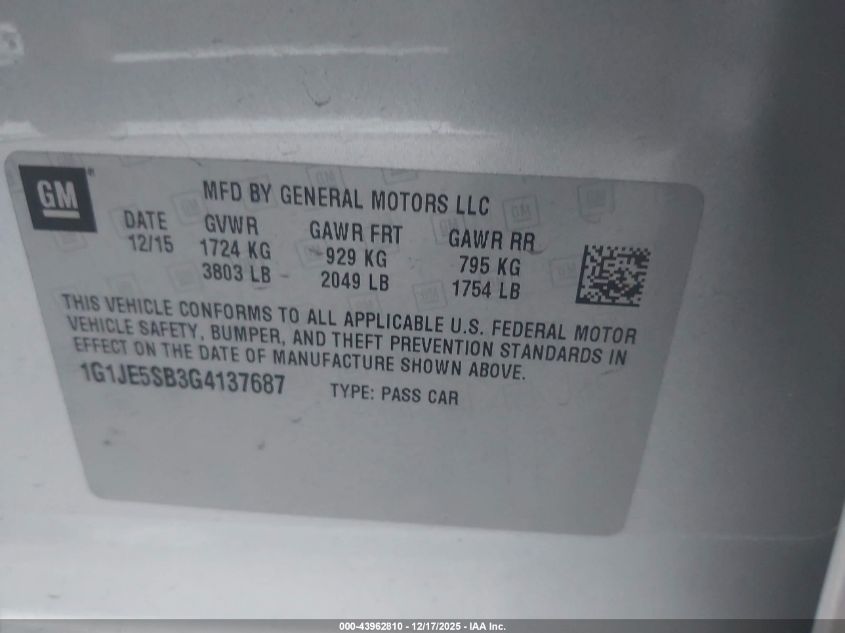 GM
MFD BY GENERAL MOTORS LLC
DATE GVWR GAWR FRT GAWR RR
12/15 1724 KG 929 KG 795 KG
3803 LB 2049 LB 1754 LB
THIS VEHICLE CONFORMS TO ALL APPLICABLE U.S. FEDERAL MOTOR
VEHICLE SAFETY, BUMPER, AND THEFT PREVENTION STANDARDS IN
EFFECT ON THE DATE OF MANUFACTURE SHOWN ABOVE.
1G1JE5SB3G4137687 TYPE: PASS CAR
000-43962810 - 12/17/2025 - IAA Inc.